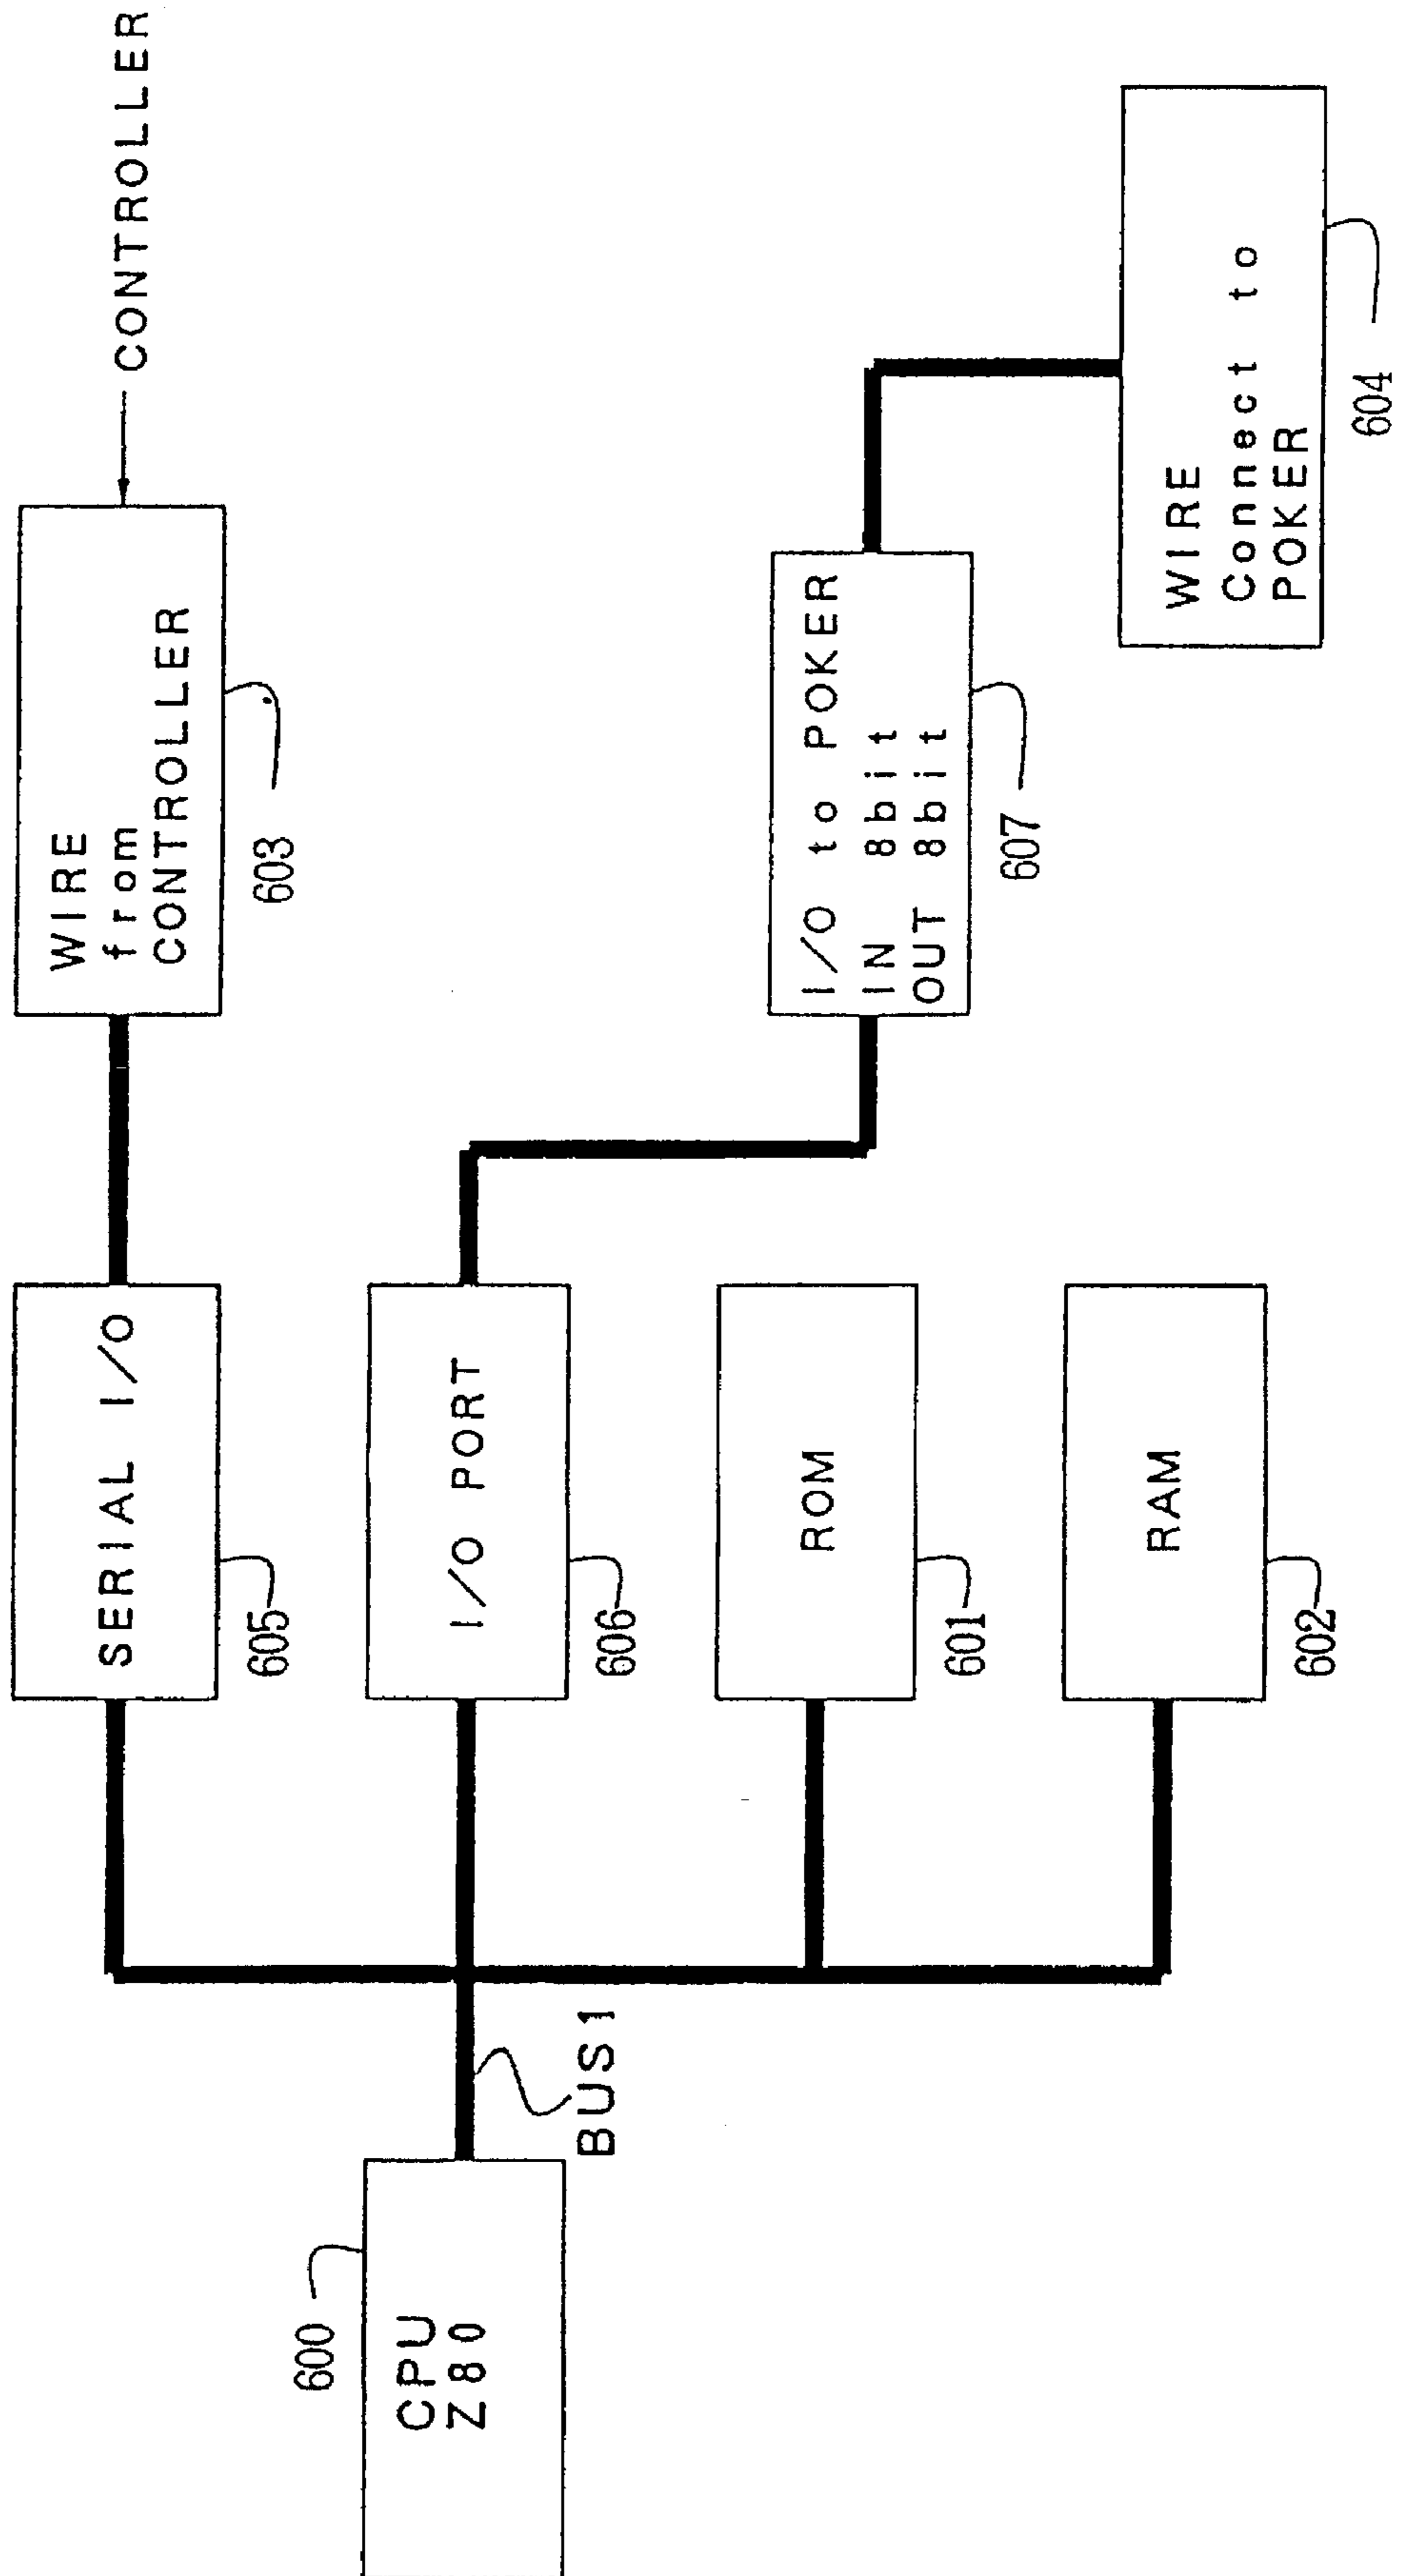 CONTROLLER
WIRE
from
CONTROLLER
603
SERIAL I/O
605
I/O PORT
606
I/O to POKER
IN 8bit
OUT 8bit
607
WIRE
Connect to
POKER
604
CPU
Z80
600
BUS1
ROM
601
RAM
602